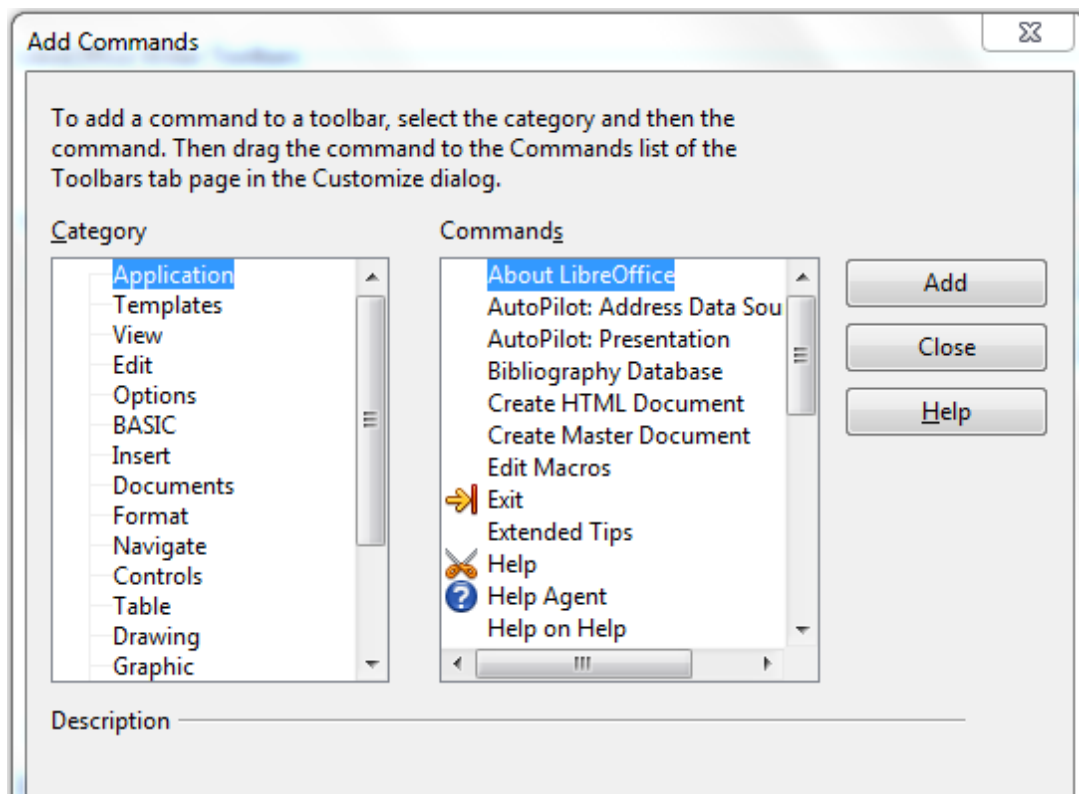 Add Commands
To add a command to a toolbar, select the category and then the
command. Then drag the command to the Commands list of the
Toolbars tab page in the Customize dialog.
Category
Commands
Application
Templates
View
Edit
Options
BASIC
Insert
Documents
Format
Navigate
Controls
Table
Drawing
Graphic
About LibreOffice
AutoPilot: Address Data Sou
AutoPilot: Presentation
Bibliography Database
Create HTML Document
Create Master Document
Edit Macros
Exit
Extended Tips
Help
Help Agent
Help on Help
Add
Close
Help
Description